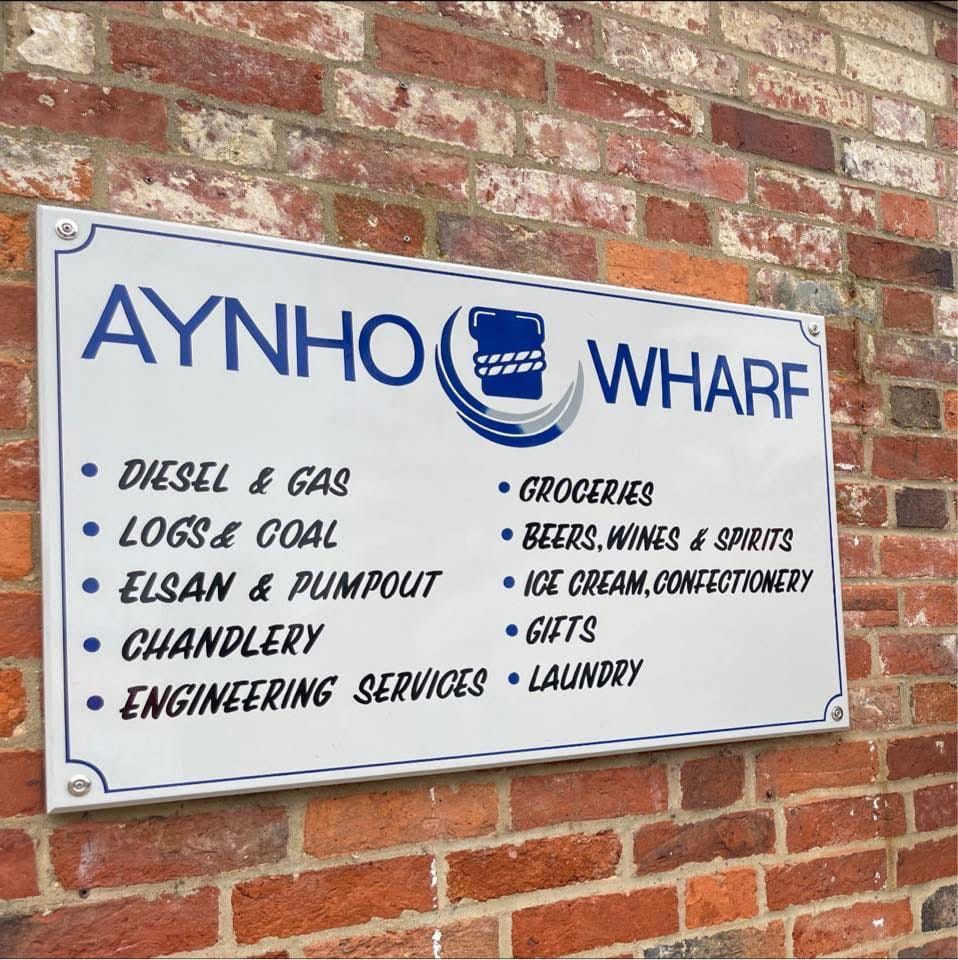 AYNHO WHARF
• DIESEL & GAS
• LOGS & COAL
• ELSAN & PUMPOUT
• CHANDLERY
• ENGINEERING SERVICES
• GROCERIES
• BEERS, WINES & SPIRITS
• ICE CREAM, CONFECTIONERY
• GIFTS
• LAUNDRY